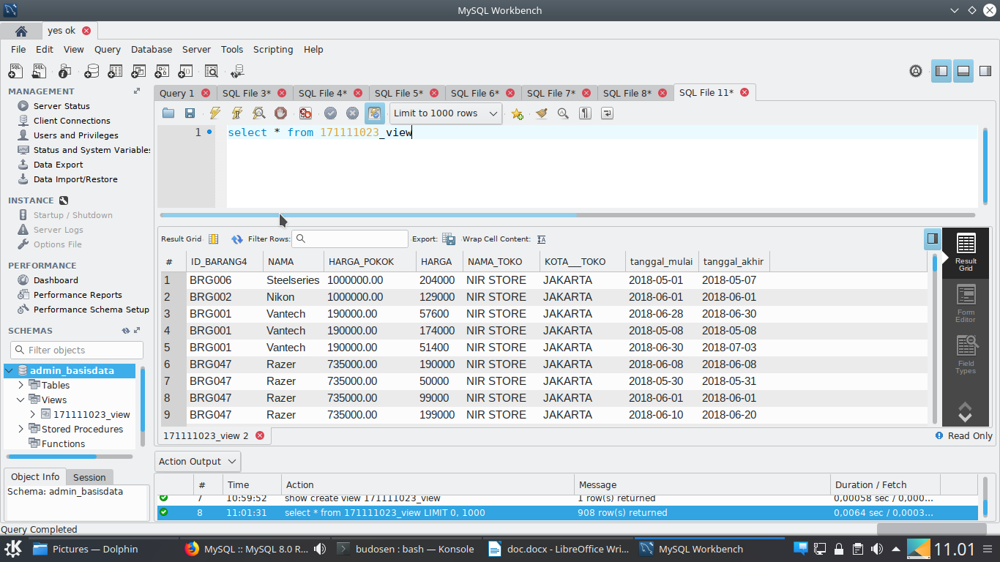 MySQL Workbench
yes ok
File Edit View Query Database Server Tools Scripting Help
MANAGEMENT
Server Status
Client Connections
Users and Privileges
Status and System Variables
Data Export
Data Import/Restore
INSTANCE
Startup / Shutdown
Server Logs
Options File
PERFORMANCE
Dashboard
Performance Reports
Performance Schema Setup
SCHEMAS
Filter objects
admin_basisdata
Tables
Views
171111023_view
Stored Procedures
Functions
Object Info Session
Schema: admin_basisdata
Query 1 SQL File 3* SQL File 4* SQL File 5* SQL File 6* SQL File 7* SQL File 8* SQL File 11*
Limit to 1000 rows
1 select * from 171111023_view
Result Grid Filter Rows: Export: Wrap Cell Content:
# ID_BARANG4 NAMA HARGA_POKOK HARGA NAMA_TOKO KOTA___TOKO tanggal_mulai tanggal_akhir
1 BRG006 Steelseries 1000000.00 204000 NIR STORE JAKARTA 2018-05-01 2018-05-07
2 BRG002 Nikon 1000000.00 129000 NIR STORE JAKARTA 2018-06-01 2018-06-01
3 BRG001 Vantech 190000.00 57600 NIR STORE JAKARTA 2018-06-28 2018-06-30
4 BRG001 Vantech 190000.00 174000 NIR STORE JAKARTA 2018-05-08 2018-05-08
5 BRG001 Vantech 190000.00 51400 NIR STORE JAKARTA 2018-06-30 2018-07-03
6 BRG047 Razer 735000.00 190000 NIR STORE JAKARTA 2018-06-08 2018-06-08
7 BRG047 Razer 735000.00 50000 NIR STORE JAKARTA 2018-05-30 2018-05-31
8 BRG047 Razer 735000.00 99000 NIR STORE JAKARTA 2018-06-01 2018-06-01
9 BRG047 Razer 735000.00 199000 NIR STORE JAKARTA 2018-06-10 2018-06-20
Result
Grid
Form
Editor
Field
Types
171111023_view 2
Read Only
Action Output
# Time Action Message Duration / Fetch
7 10:59:52 show create view 171111023_view 1 row(s) returned 0,00058 sec / 0,000...
8 11:01:31 select * from 171111023_view LIMIT 0, 1000 908 row(s) returned 0,0064 sec / 0,0003...
Query Completed
Pictures — Dolphin MySQL :: MySQL 8.0 R... budosen : bash — Konsole doc.docx - LibreOffice Wri... MySQL Workbench 11.01